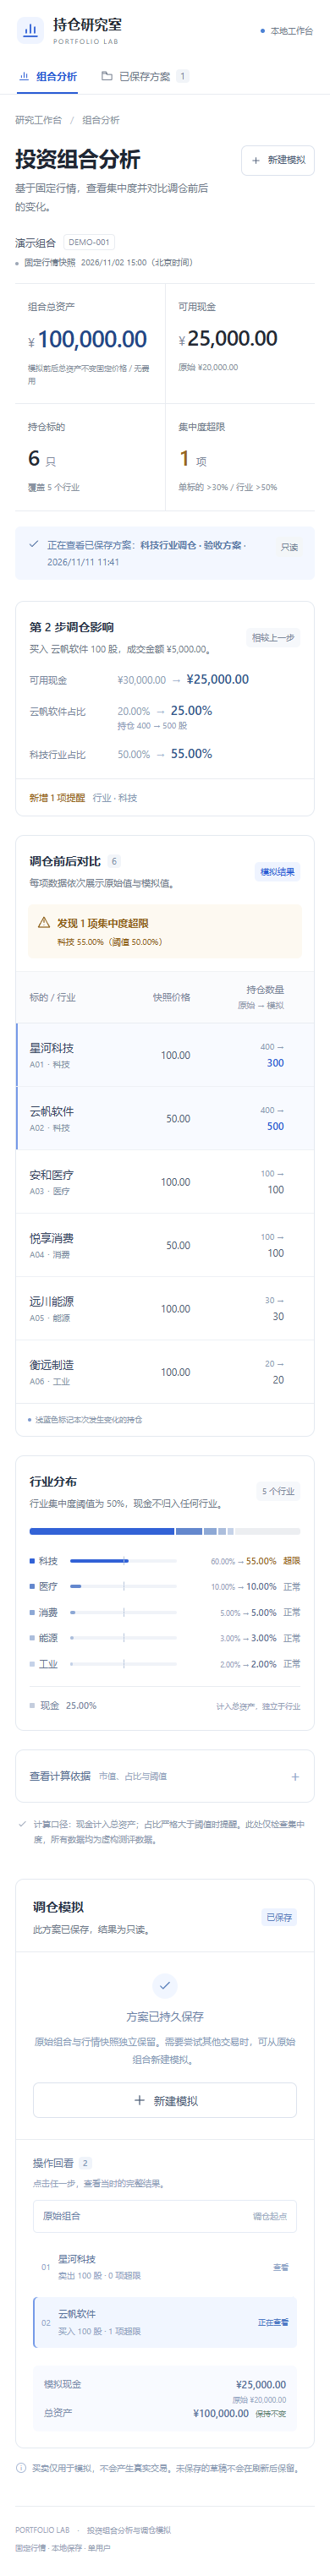 持仓研究室
PORTFOLIO LAB
本地工作台
组合分析
已保存方案 1
研究工作台 / 组合分析
投资组合分析
+ 新建模拟
基于固定行情，查看集中度并对比调仓前后
的变化。
演示组合 DEMO-001
固定行情快照 2026/11/02 15:00（北京时间）
组合总资产
¥100,000.00
模拟前后总资产不变固定价格 / 无费
用
可用现金
¥25,000.00
原始 ¥20,000.00
持仓标的
6 只
覆盖 5 个行业
集中度超限
1 项
单标的 >30% / 行业 >50%
正在查看已保存方案：科技行业调仓 · 验收方案 ·
2026/11/11 11:41
只读
第 2 步调仓影响
买入 云帆软件 100 股，成交金额 ¥5,000.00。
相较上一步
可用现金 ¥30,000.00 → ¥25,000.00
云帆软件占比 20.00% → 25.00%
持仓 400 → 500 股
科技行业占比 50.00% → 55.00%
新增 1 项提醒 行业 · 科技
调仓前后对比 6
每项数据依次展示原始值与模拟值。
模拟结果
发现 1 项集中度超限
科技 55.00%（阈值 50.00%）
标的 / 行业 快照价格 持仓数量
原始 → 模拟
星河科技
A01 · 科技
100.00
400 →
300
云帆软件
A02 · 科技
50.00
400 →
500
安和医疗
A03 · 医疗
100.00
100 →
100
悦享消费
A04 · 消费
50.00
100 →
100
远川能源
A05 · 能源
100.00
30 →
30
衡远制造
A06 · 工业
100.00
20 →
20
浅蓝色标记本次发生变化的持仓
行业分布
行业集中度阈值为 50%，现金不归入任何行业。
5 个行业
科技 60.00% → 55.00% 超限
医疗 10.00% → 10.00% 正常
消费 5.00% → 5.00% 正常
能源 3.00% → 3.00% 正常
工业 2.00% → 2.00% 正常
现金 25.00% 计入总资产，独立于行业
查看计算依据 市值、占比与阈值 +
计算口径：现金计入总资产；占比严格大于阈值时提醒。此处仅检查集中
度，所有数据均为虚构测评数据。
调仓模拟
此方案已保存，结果为只读。
已保存
方案已持久保存
原始组合与行情快照独立保留。需要尝试其他交易时，可从原始
组合新建模拟。
+ 新建模拟
操作回看 2
点击任一步，查看当时的完整结果。
原始组合 调仓起点
01 星河科技
卖出 100 股 · 0 项超限
查看
02 云帆软件
买入 100 股 · 1 项超限
正在查看
模拟现金 ¥25,000.00
原始 ¥20,000.00
总资产 ¥100,000.00 保持不变
买卖仅用于模拟，不会产生真实交易。未保存的草稿不会在刷新后保留。
PORTFOLIO LAB · 投资组合分析与调仓模拟
固定行情 · 本地保存 · 单用户